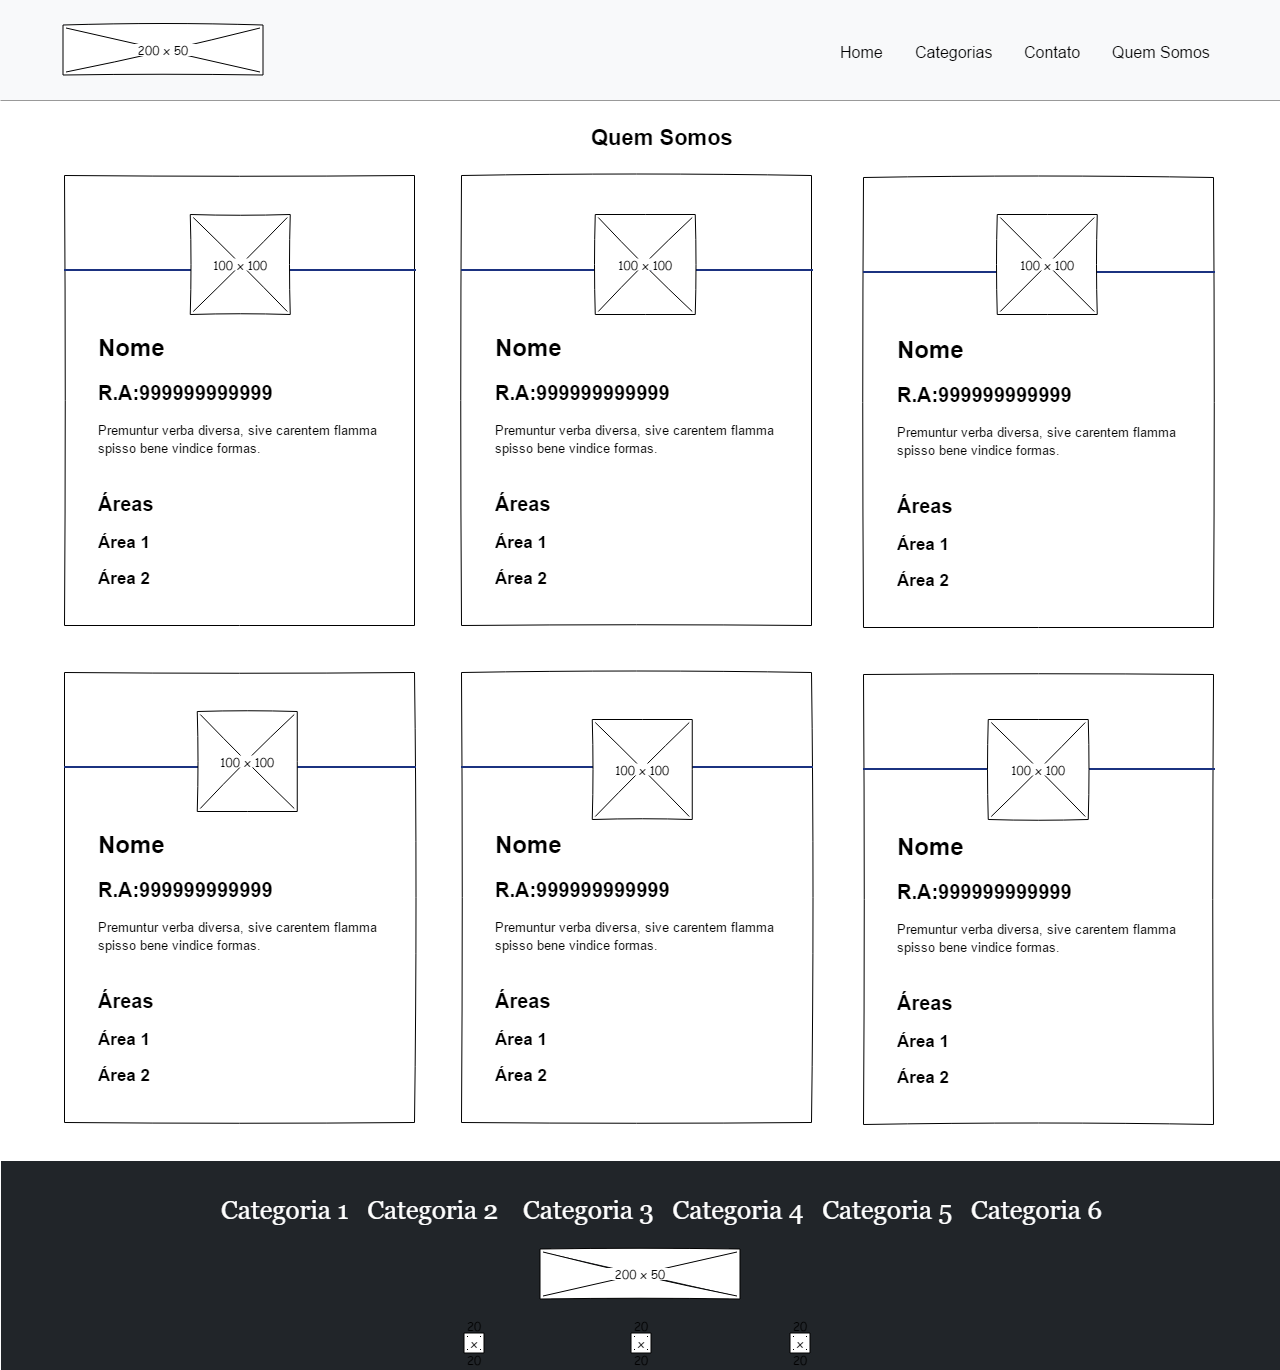 200 x 50
Home Categorias Contato Quem Somos
Quem Somos
100 x 100
Nome
R.A:999999999999
Premuntur verba diversa, sive carentem flamma
spisso bene vindice formas.
Áreas
Área 1
Área 2
100 x 100
Nome
R.A:999999999999
Premuntur verba diversa, sive carentem flamma
spisso bene vindice formas.
Áreas
Área 1
Área 2
100 x 100
Nome
R.A:999999999999
Premuntur verba diversa, sive carentem flamma
spisso bene vindice formas.
Áreas
Área 1
Área 2
100 x 100
Nome
R.A:999999999999
Premuntur verba diversa, sive carentem flamma
spisso bene vindice formas.
Áreas
Área 1
Área 2
100 x 100
Nome
R.A:999999999999
Premuntur verba diversa, sive carentem flamma
spisso bene vindice formas.
Áreas
Área 1
Área 2
100 x 100
Nome
R.A:999999999999
Premuntur verba diversa, sive carentem flamma
spisso bene vindice formas.
Áreas
Área 1
Área 2
Categoria 1 Categoria 2 Categoria 3 Categoria 4 Categoria 5 Categoria 6
200 x 50
20
x
20
20
x
20
20
x
20